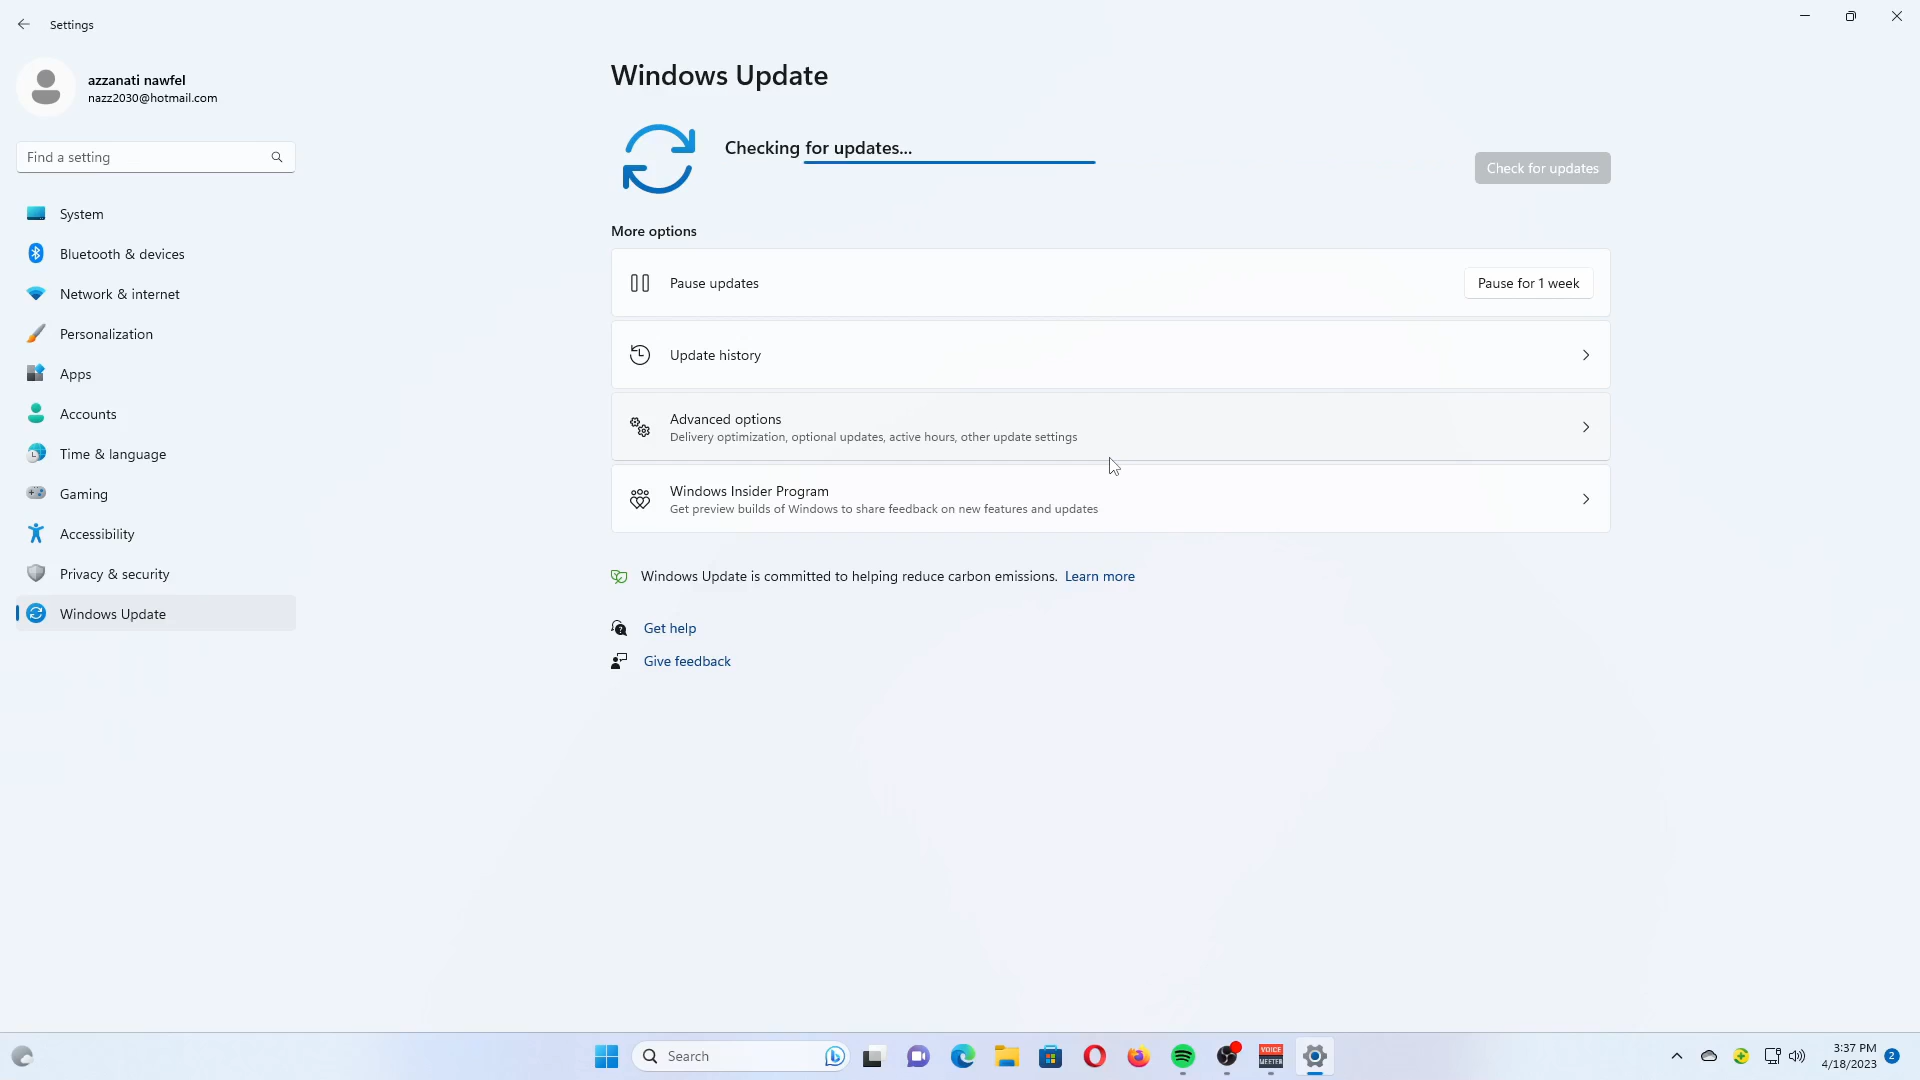 Settings
azzanati nawfel
nazz2030@hotmail.com
Find a setting
System
Bluetooth & devices
Network & internet
Personalization
Apps
Accounts
Time & language
Gaming
Accessibility
Privacy & security
Windows Update
Windows Update
Checking for updates...
Check for updates
More options
Pause updates
Pause for 1 week
Update history
Advanced options
Delivery optimization, optional updates, active hours, other update settings
Windows Insider Program
Get preview builds of Windows to share feedback on new features and updates
Windows Update is committed to helping reduce carbon emissions. Learn more
Get help
Give feedback
Search
VOICE
MEETER
3:37 PM
4/18/2023
2